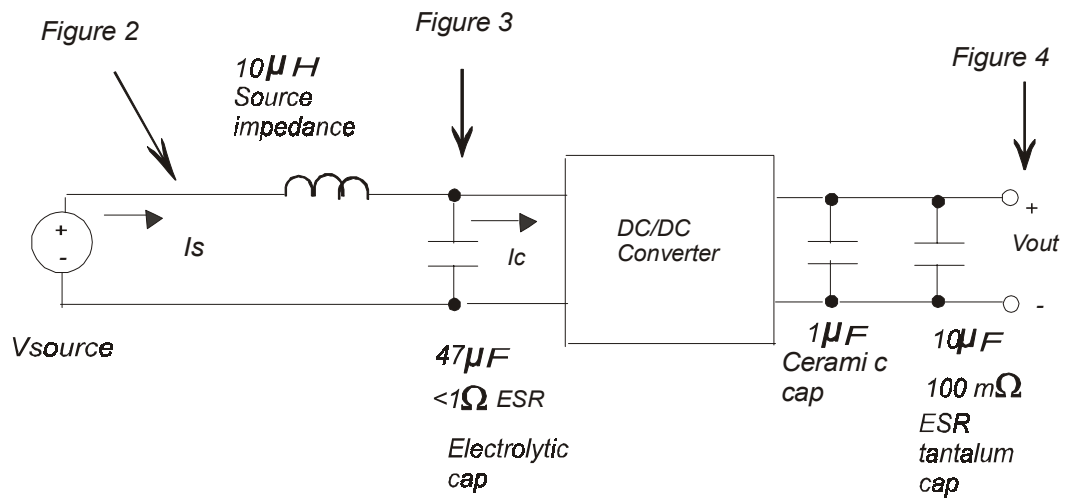 Figure 2
Figure 3
Figure 4
10µH
Source
impedance
+
-
Is
Ic
DC/DC
Converter
+
Vout
-
Vsource
47µF
<1Ω ESR
Electrolytic
cap
1µF
Cerami c
cap
10µF
100 mΩ
ESR
tantalum
cap